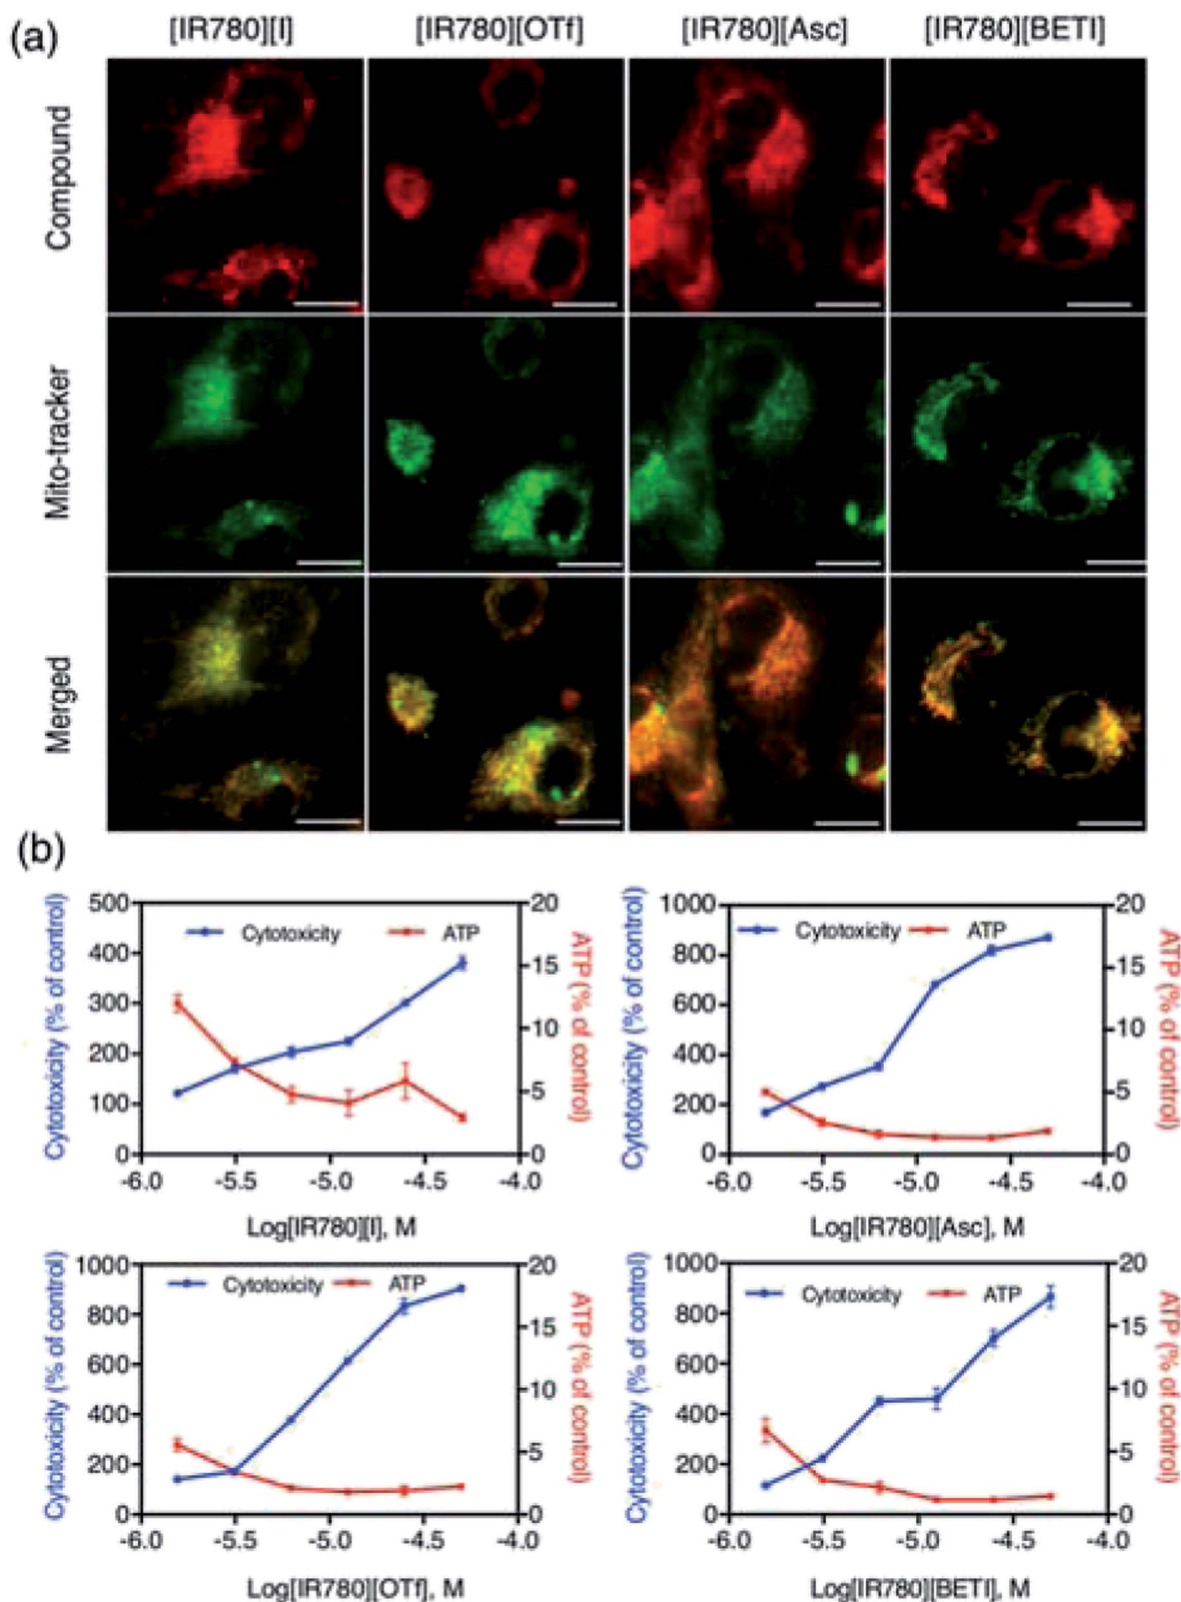 (a)
[IR780][I] [IR780][OTf] [IR780][Asc] [IR780][BETI]
Compound
Mito-tracker
Merged
(b)
Cytotoxicity (% of control)
500
400
300
200
100
0
Cytotoxicity ATP
20
15
10
5
0
ATP (% of control)
-6.0 -5.5 -5.0 -4.5 -4.0
Log[IR780][I], M
Cytotoxicity (% of control)
1000
800
600
400
200
0
Cytotoxicity ATP
20
15
10
5
0
ATP (% of control)
-6.0 -5.5 -5.0 -4.5 -4.0
Log[IR780][Asc], M
Cytotoxicity (% of control)
1000
800
600
400
200
0
Cytotoxicity ATP
20
15
10
5
0
ATP (% of control)
-6.0 -5.5 -5.0 -4.5 -4.0
Log[IR780][OTf], M
Cytotoxicity (% of control)
1000
800
600
400
200
0
Cytotoxicity ATP
20
15
10
5
0
ATP (% of control)
-6.0 -5.5 -5.0 -4.5 -4.0
Log[IR780][BETI], M